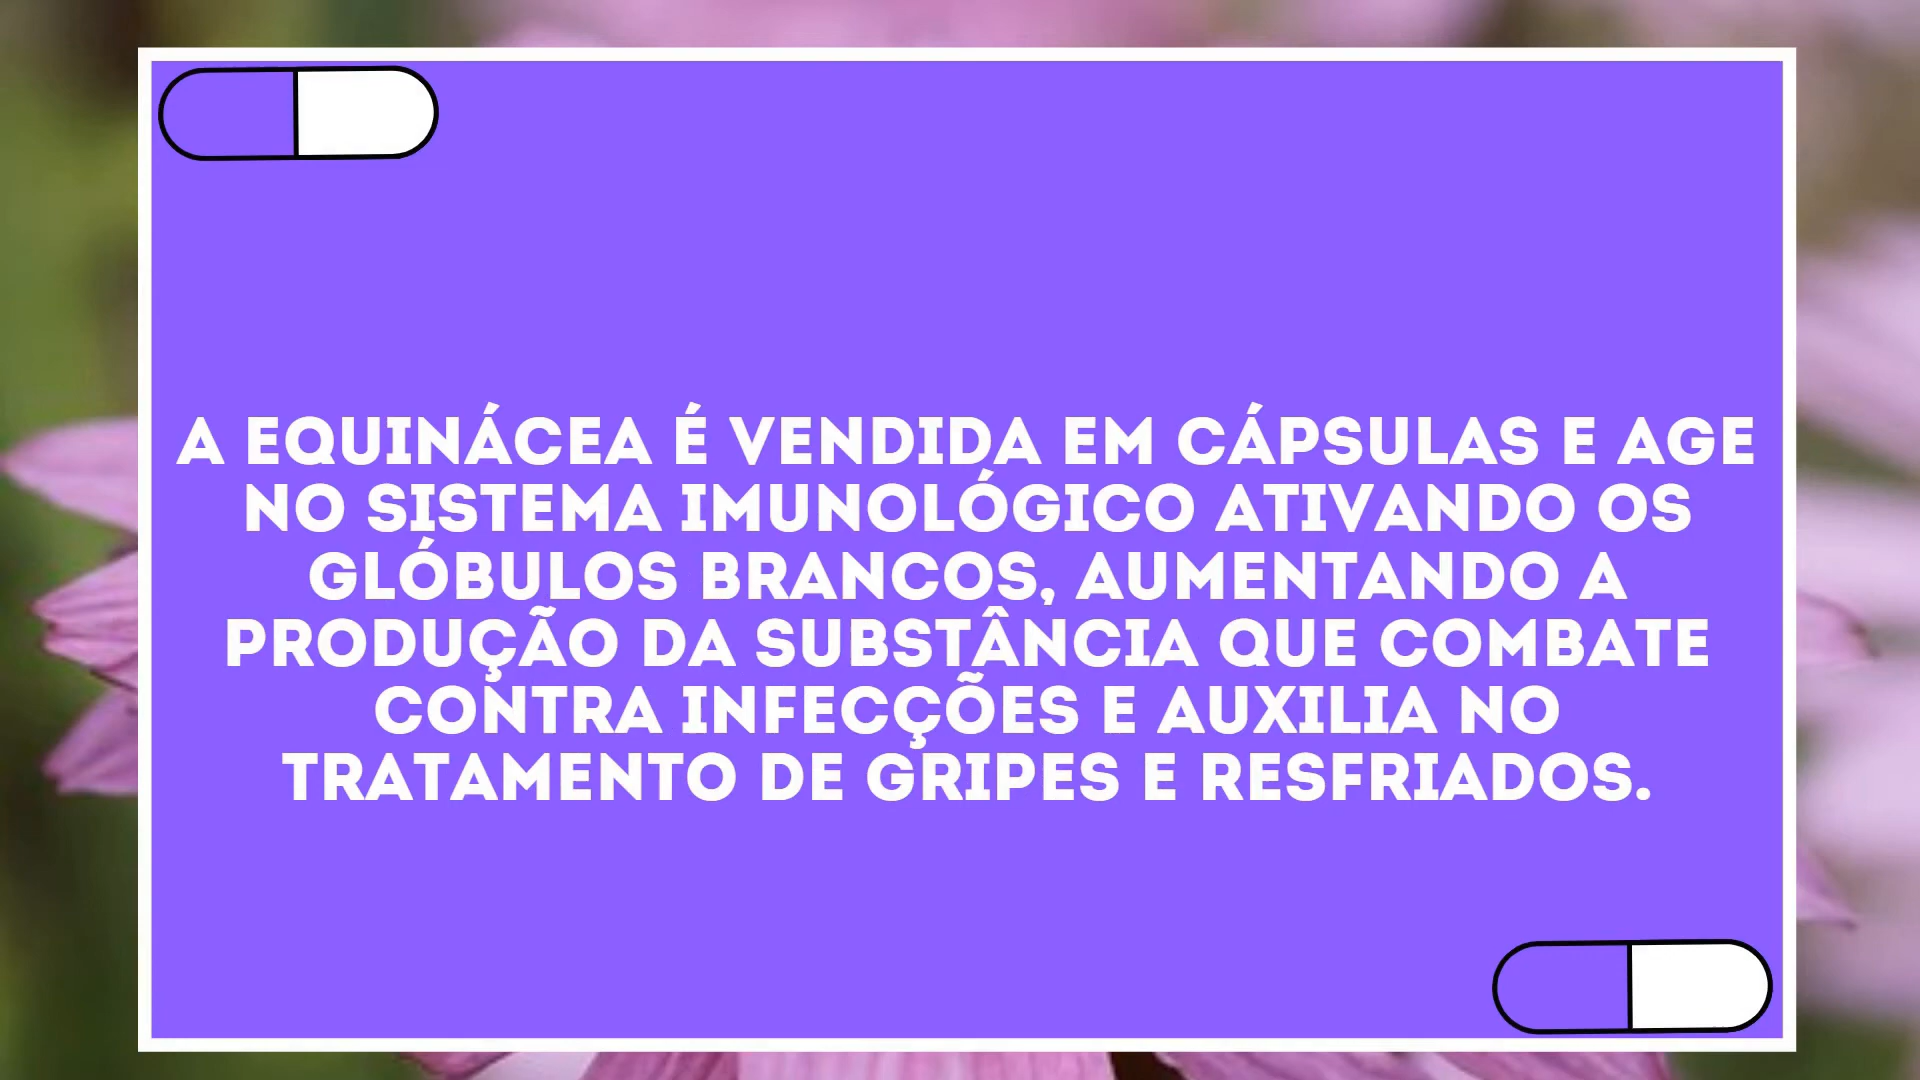 A EQUINÁCEA É VENDIDA EM CÁPSULAS E AGE
NO SISTEMA IMUNOLÓGICO ATIVANDO OS
GLÓBULOS BRANCOS, AUMENTANDO A
PRODUÇÃO DA SUBSTÂNCIA QUE COMBATE
CONTRA INFECÇÕES E AUXILIA NO
TRATAMENTO DE GRIPES E RESFRIADOS.